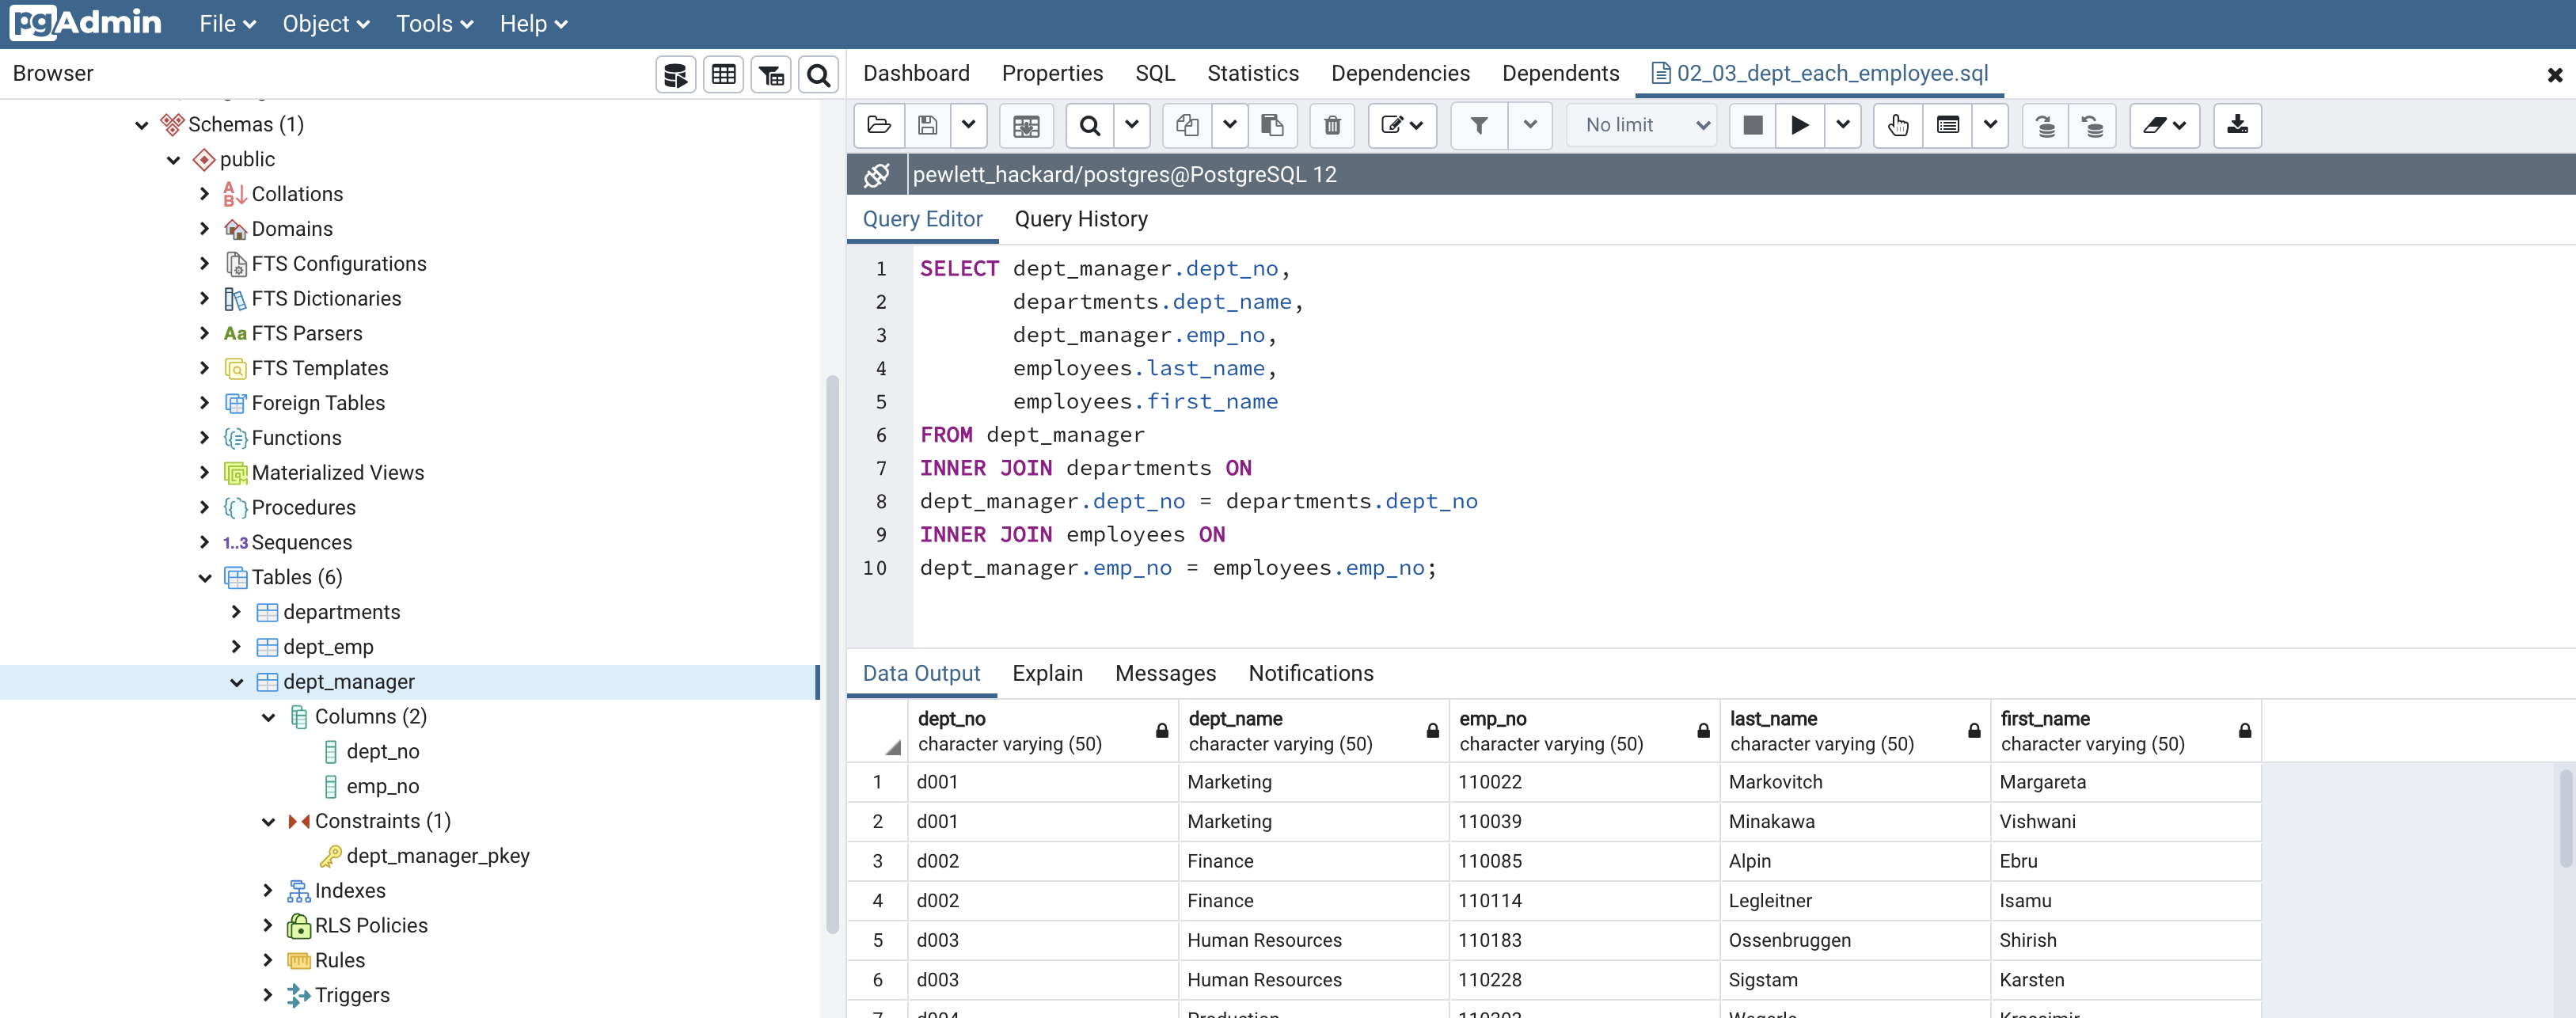 pgAdmin File Object Tools Help
Browser
Schemas (1)
public
Collations
Domains
FTS Configurations
FTS Dictionaries
Aa FTS Parsers
FTS Templates
Foreign Tables
Functions
Materialized Views
Procedures
1..3 Sequences
Tables (6)
departments
dept_emp
dept_manager
Columns (2)
dept_no
emp_no
Constraints (1)
dept_manager_pkey
Indexes
RLS Policies
Rules
Triggers
Dashboard Properties SQL Statistics Dependencies Dependents 02_03_dept_each_employee.sql
No limit
pewlett_hackard/postgres@PostgreSQL 12
Query Editor Query History
1 SELECT dept_manager.dept_no,
2 departments.dept_name,
3 dept_manager.emp_no,
4 employees.last_name,
5 employees.first_name
6 FROM dept_manager
7 INNER JOIN departments ON
8 dept_manager.dept_no = departments.dept_no
9 INNER JOIN employees ON
10 dept_manager.emp_no = employees.emp_no;
Data Output Explain Messages Notifications
dept_no dept_name emp_no last_name first_name
character varying (50) character varying (50) character varying (50) character varying (50) character varying (50)
1 d001 Marketing 110022 Markovitch Margareta
2 d001 Marketing 110039 Minakawa Vishwani
3 d002 Finance 110085 Alpin Ebru
4 d002 Finance 110114 Legleitner Isamu
5 d003 Human Resources 110183 Ossenbruggen Shirish
6 d003 Human Resources 110228 Sigstam Karsten